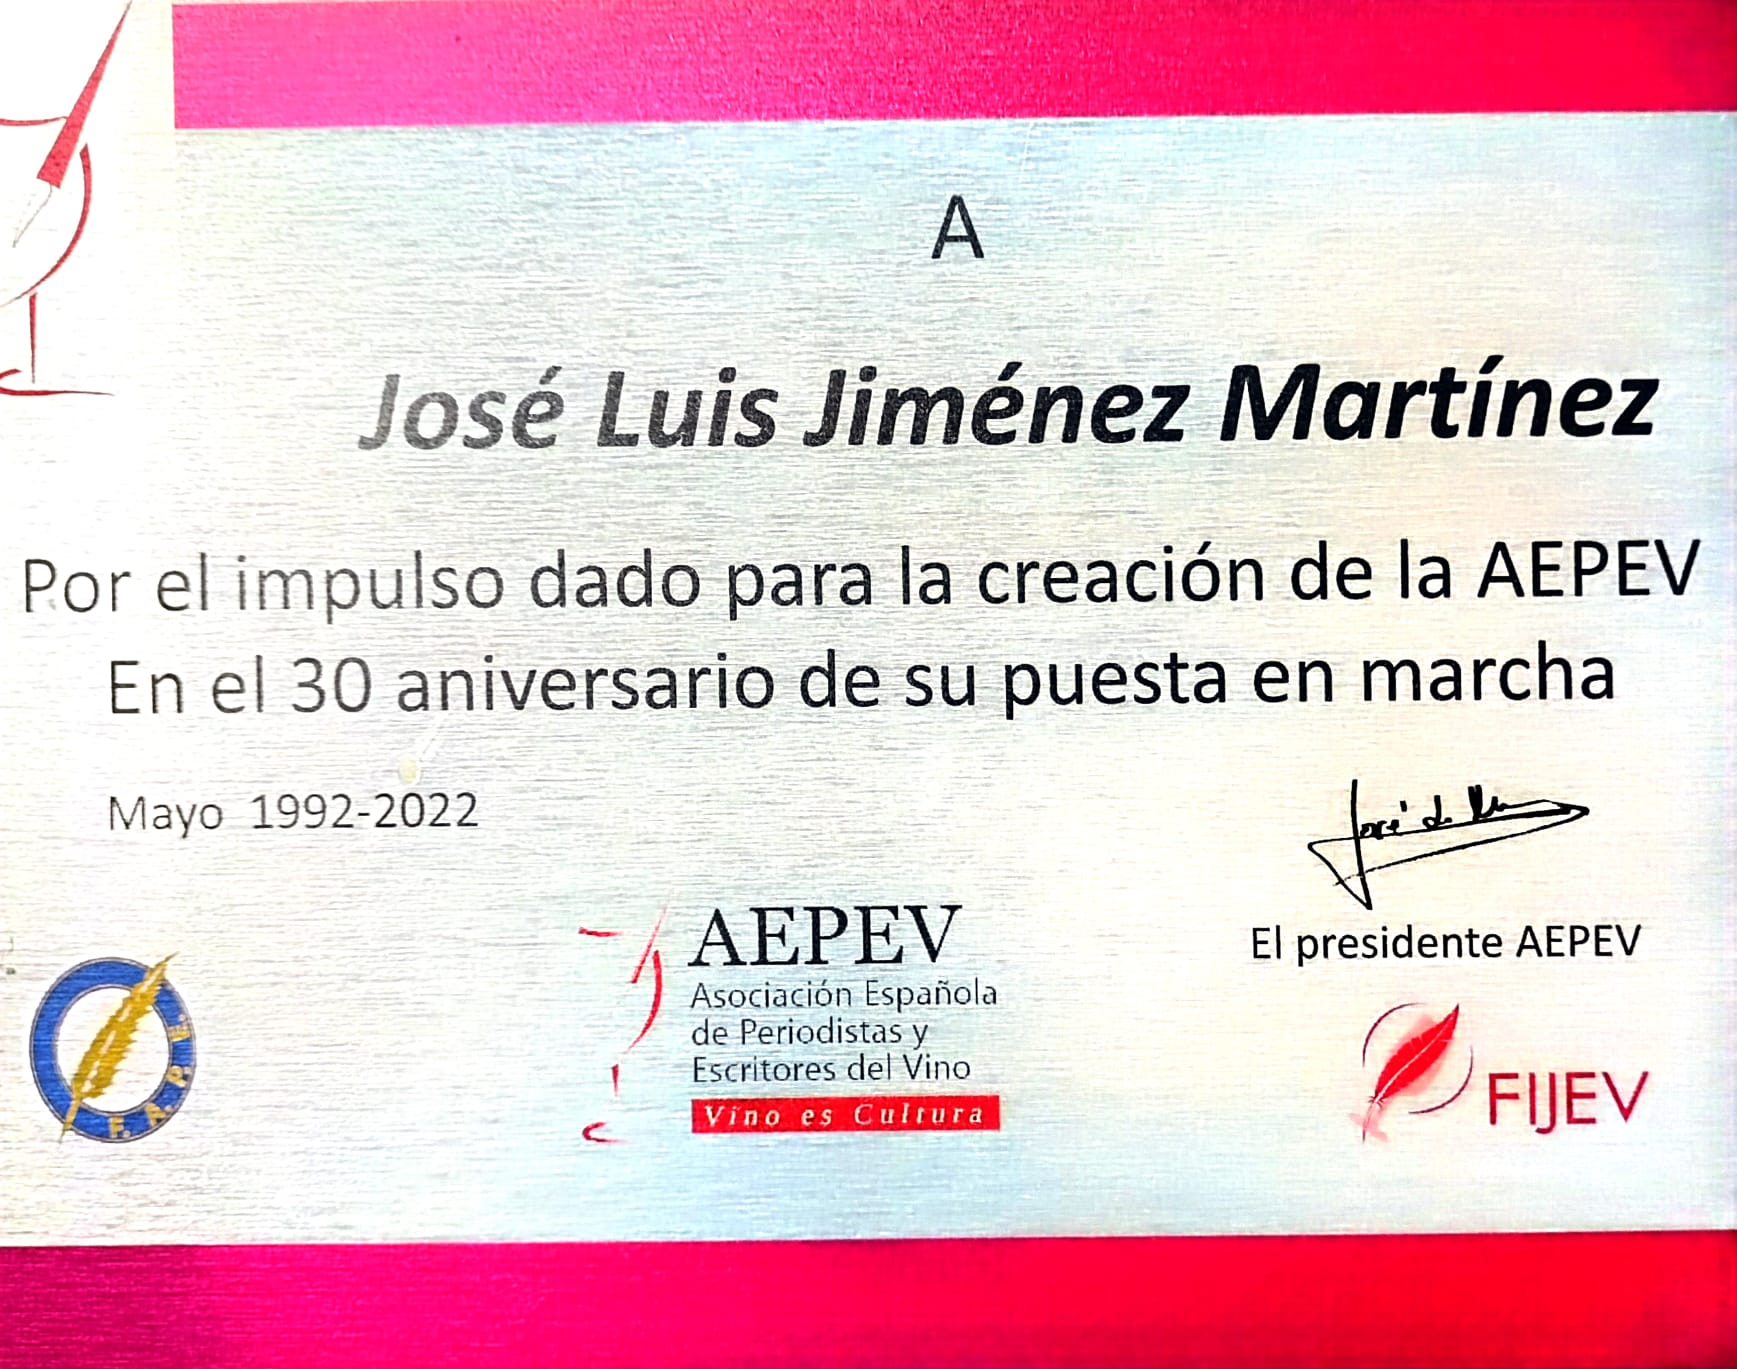 A
José Luis Jiménez Martínez
Por el impulso dado para la creación de la AEPEV
En el 30 aniversario de su puesta en marcha
Mayo 1992-2022
El presidente AEPEV
F.A.P.E.
AEPEV
Asociación Española
de Periodistas y
Escritores del Vino
Vino es Cultura
FIJEV